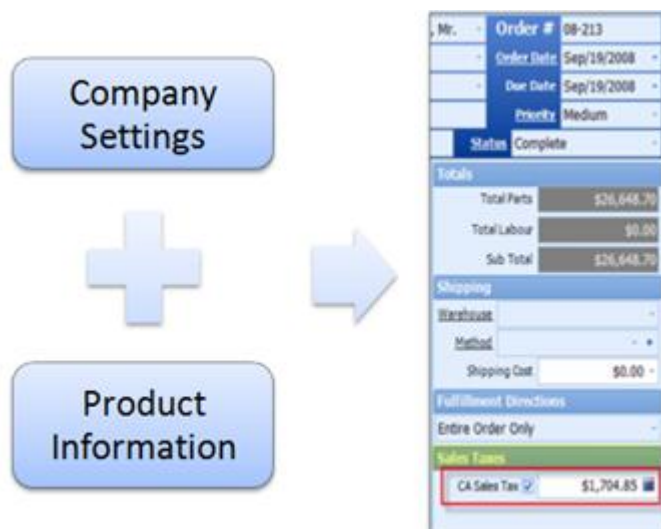 Company
Settings
Product
Information
, Mr. Order # 08-213
Order Date Sep/19/2008
Due Date Sep/19/2008
Priority Medium
Status Complete
Totals
Total Parts $26,648.70
Total Labour $0.00
Sub Total $26,648.70
Shipping
Warehouse
Method
Shipping Cost $0.00
Fulfillment Directions
Entire Order Only
Sales Taxes
CA Sales Tax $1,704.85